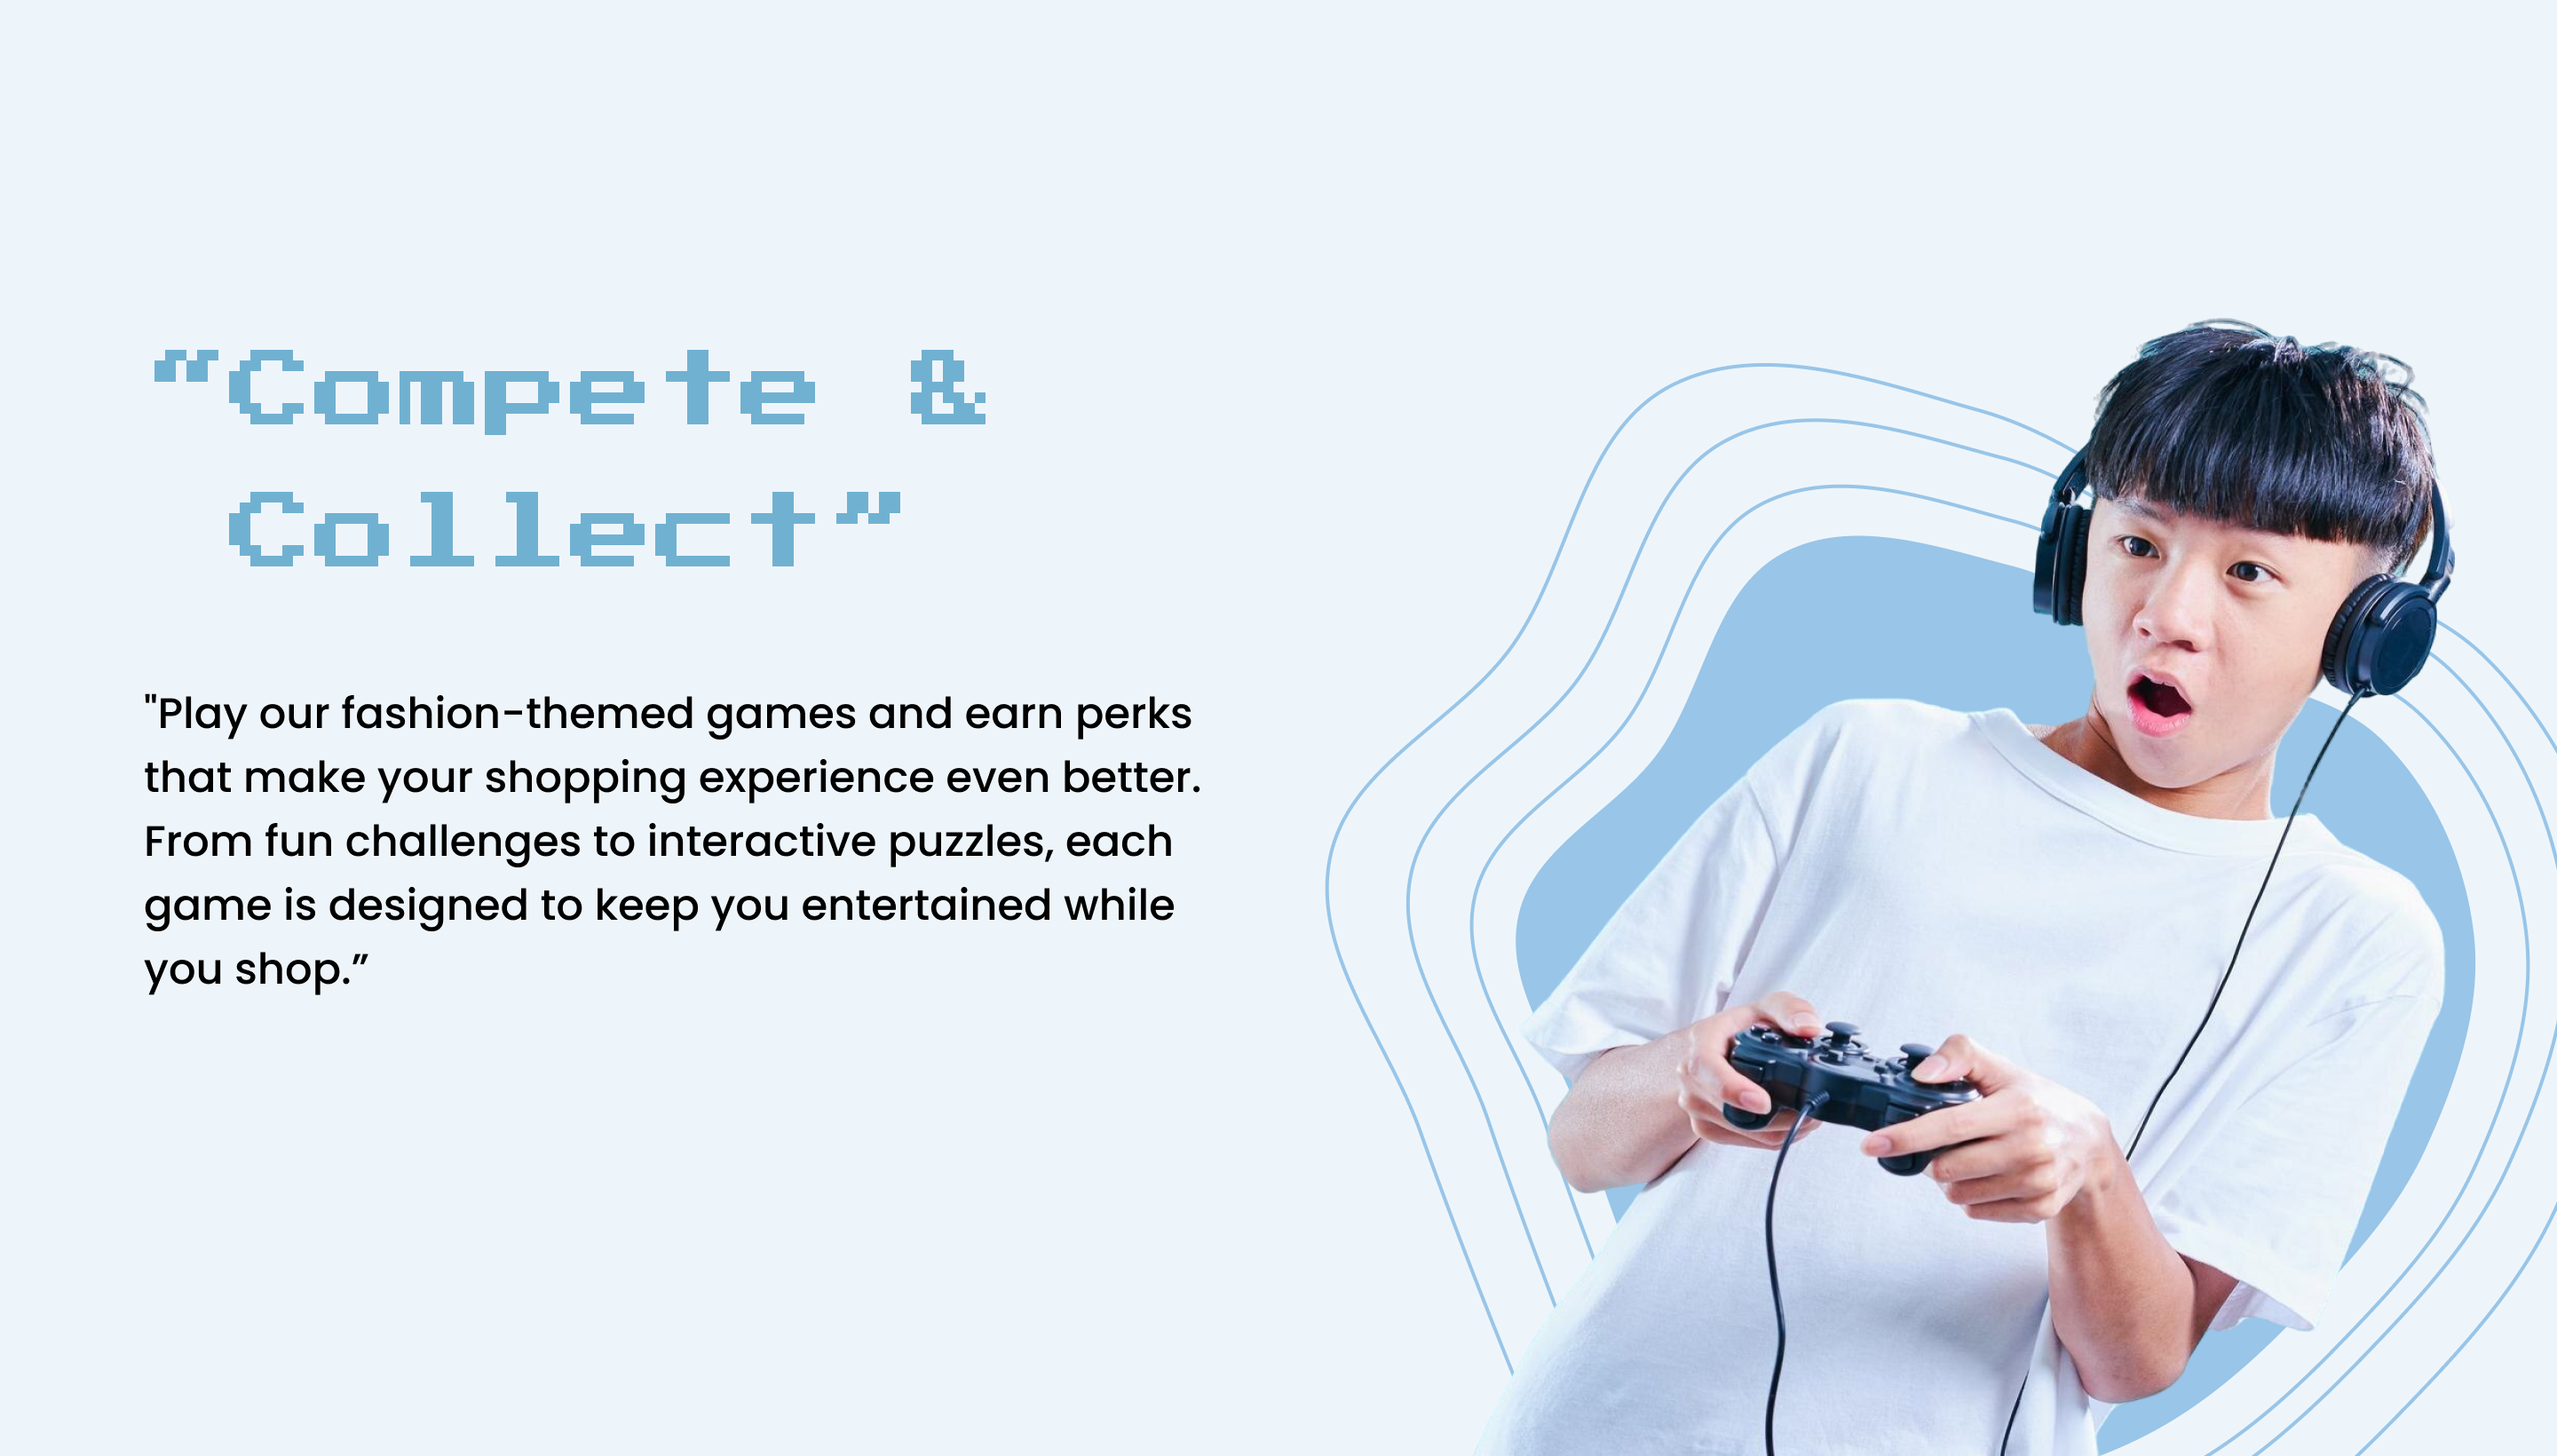 “Compete &
Collect”
"Play our fashion-themed games and earn perks
that make your shopping experience even better.
From fun challenges to interactive puzzles, each
game is designed to keep you entertained while
you shop.”